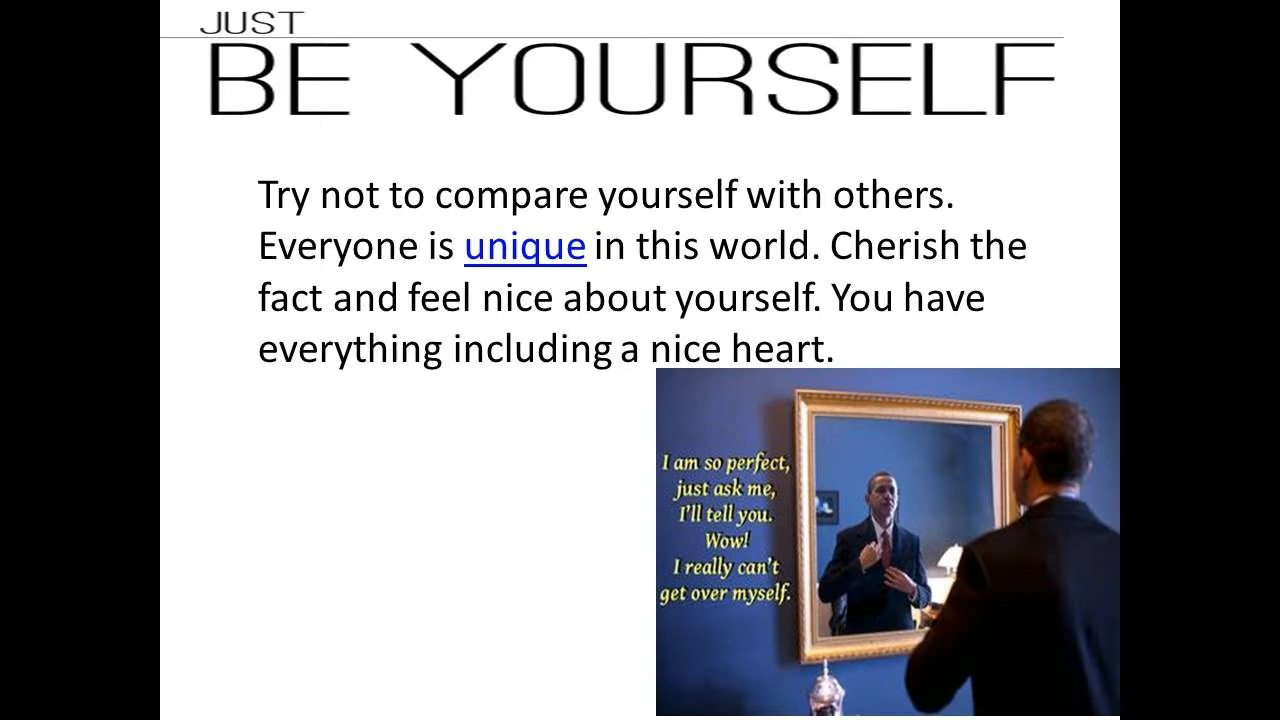 JUST
BE YOURSELF
Try not to compare yourself with others.
Everyone is unique in this world. Cherish the
fact and feel nice about yourself. You have
everything including a nice heart.
I am so perfect,
just ask me,
I'll tell you.
Wow!
I really can't
get over myself.